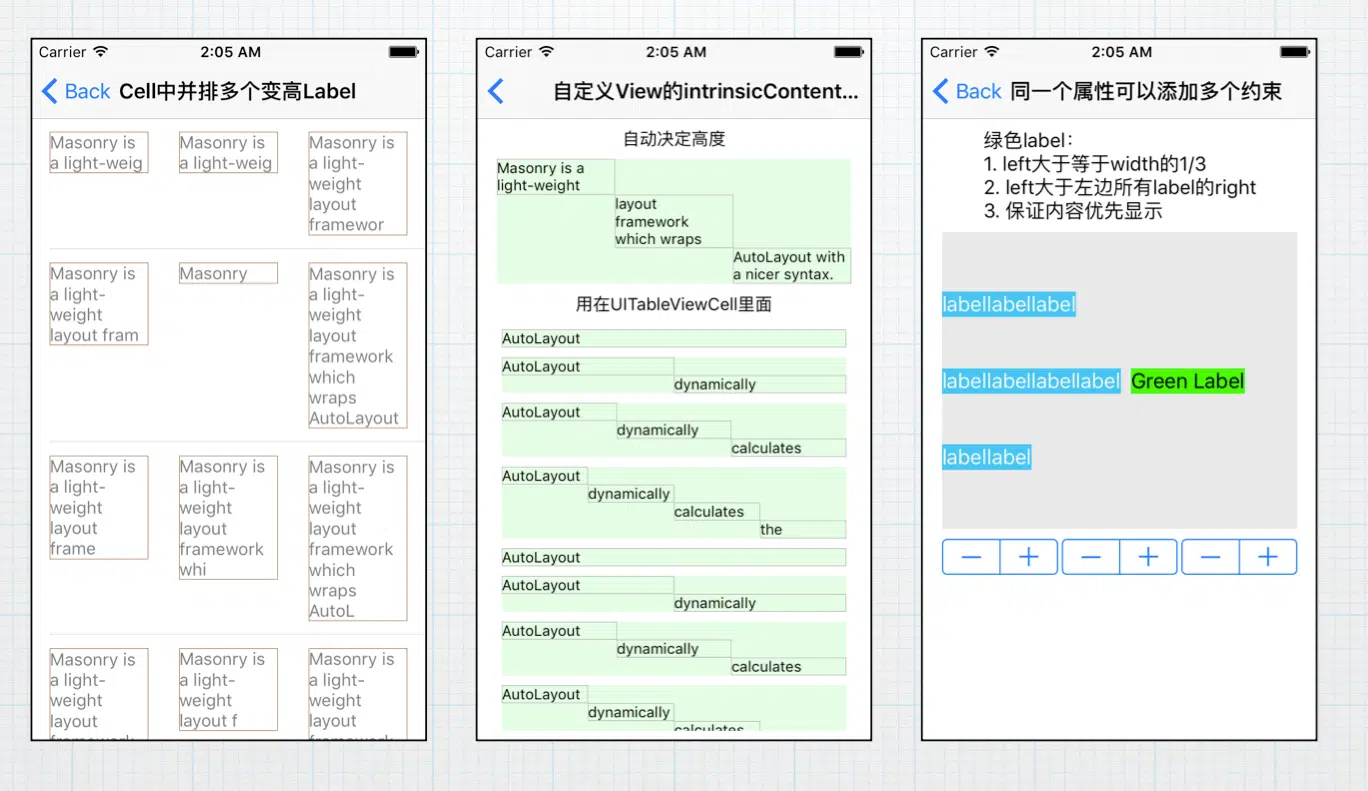 Carrier 2:05 AM
Back Cell中并排多个变高Label
Masonry is
a light-weig
Masonry is
a light-weig
Masonry is
a light-
weight
layout
framewor
Masonry is
a light-
weight
layout fram
Masonry
Masonry is
a light-
weight
layout
framework
which
wraps
AutoLayout
Masonry is
a light-
weight
layout
frame
Masonry is
a light-
weight
layout
framework
whi
Masonry is
a light-
weight
layout
framework
which
wraps
AutoL
Masonry is
a light-
weight
layout
framework
Masonry is
a light-
weight
layout f
Masonry is
a light-
weight
layout
framework
Carrier 2:05 AM
自定义View的intrinsicContent...
自动决定高度
Masonry is a
light-weight
layout
framework
which wraps
AutoLayout with
a nicer syntax.
用在UITableViewCell里面
AutoLayout
AutoLayout
dynamically
AutoLayout
dynamically
calculates
AutoLayout
dynamically
calculates
the
AutoLayout
AutoLayout
dynamically
AutoLayout
dynamically
calculates
AutoLayout
dynamically
calculates
Carrier 2:05 AM
Back 同一个属性可以添加多个约束
绿色label：
1. left大于等于width的1/3
2. left大于左边所有label的right
3. 保证内容优先显示
labellabellabel
labellabellabellabel Green Label
labellabel